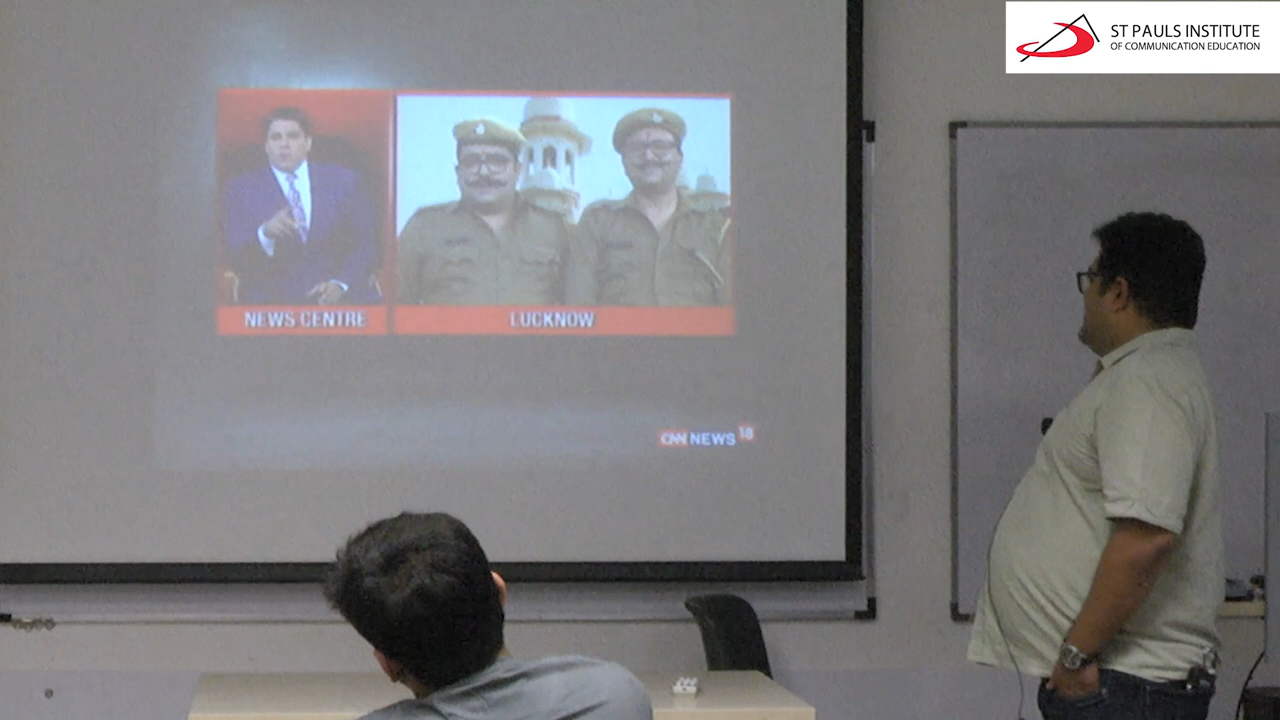 ST PAULS INSTITUTE
OF COMMUNICATION EDUCATION
NEWS CENTRE
LUCKNOW
CNN NEWS 18